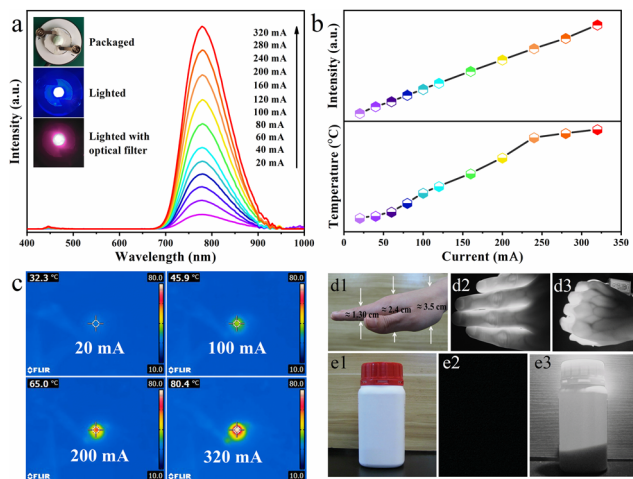 a
320 mA
280 mA
240 mA
200 mA
160 mA
120 mA
100 mA
80 mA
60 mA
40 mA
20 mA
Packaged
Lighted
Lighted with
optical filter
Intensity (a.u.)
400 500 600 700 800 900 1000
Wavelength (nm)
b
Intensity (a.u.)
Temperature (°C)
0 50 100 150 200 250 300 350
Current (mA)
c
32.3 °C
80.0
20 mA
FLIR
10.0
45.9 °C
80.0
100 mA
FLIR
10.0
65.0 °C
80.0
200 mA
FLIR
10.0
80.4 °C
80.0
320 mA
FLIR
10.0
d1
≈ 1.30 cm
≈ 2.4 cm
≈ 3.5 cm
d2
d3
e1
e2
e3